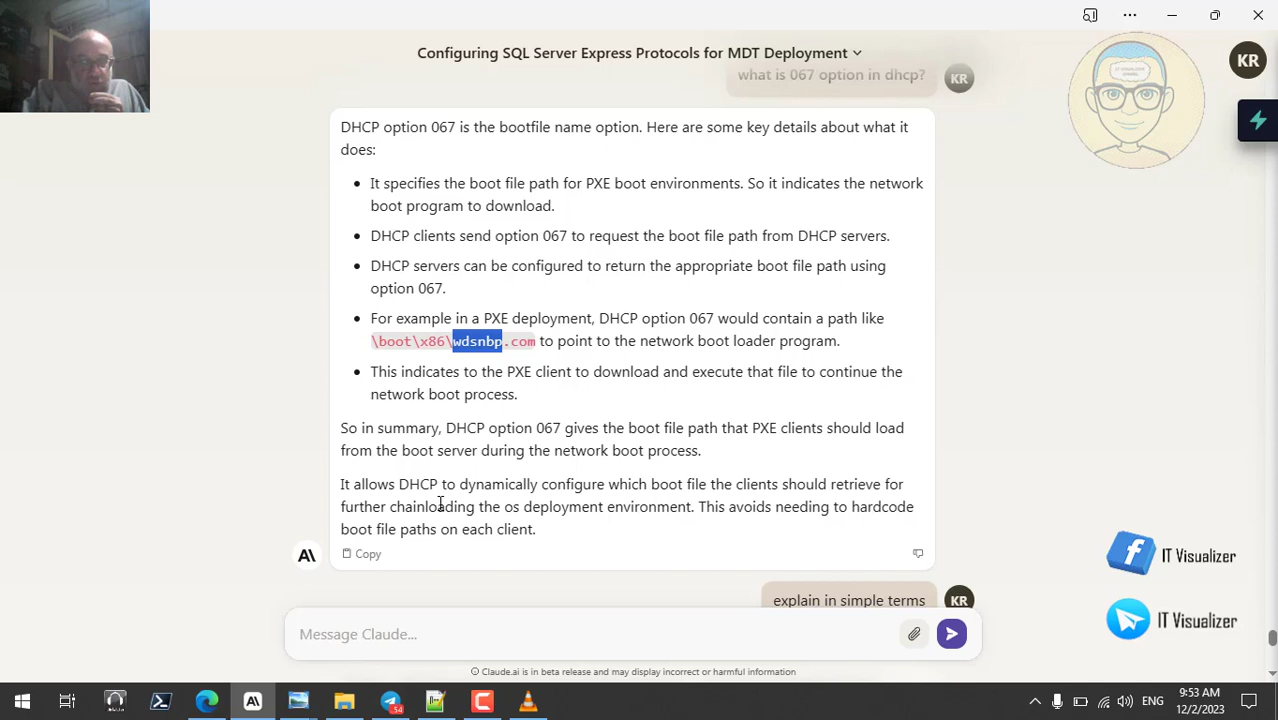 Configuring SQL Server Express Protocols for MDT Deployment
KR
what is 067 option in dhcp?
KR
IT VISUALIZER
DHCP option 067 is the bootfile name option. Here are some key details about what it
does:
It specifies the boot file path for PXE boot environments. So it indicates the network
boot program to download.
DHCP clients send option 067 to request the boot file path from DHCP servers.
DHCP servers can be configured to return the appropriate boot file path using
option 067.
For example in a PXE deployment, DHCP option 067 would contain a path like
\boot\x86\wdsnbp.com to point to the network boot loader program.
This indicates to the PXE client to download and execute that file to continue the
network boot process.
So in summary, DHCP option 067 gives the boot file path that PXE clients should load
from the boot server during the network boot process.
It allows DHCP to dynamically configure which boot file the clients should retrieve for
further chainloading the os deployment environment. This avoids needing to hardcode
boot file paths on each client.
A\
Copy
IT Visualizer
explain in simple terms
KR
IT Visualizer
Message Claude...
Claude.ai is in beta release and may display incorrect or harmful information
A\
54
ENG
9:53 AM
12/2/2023